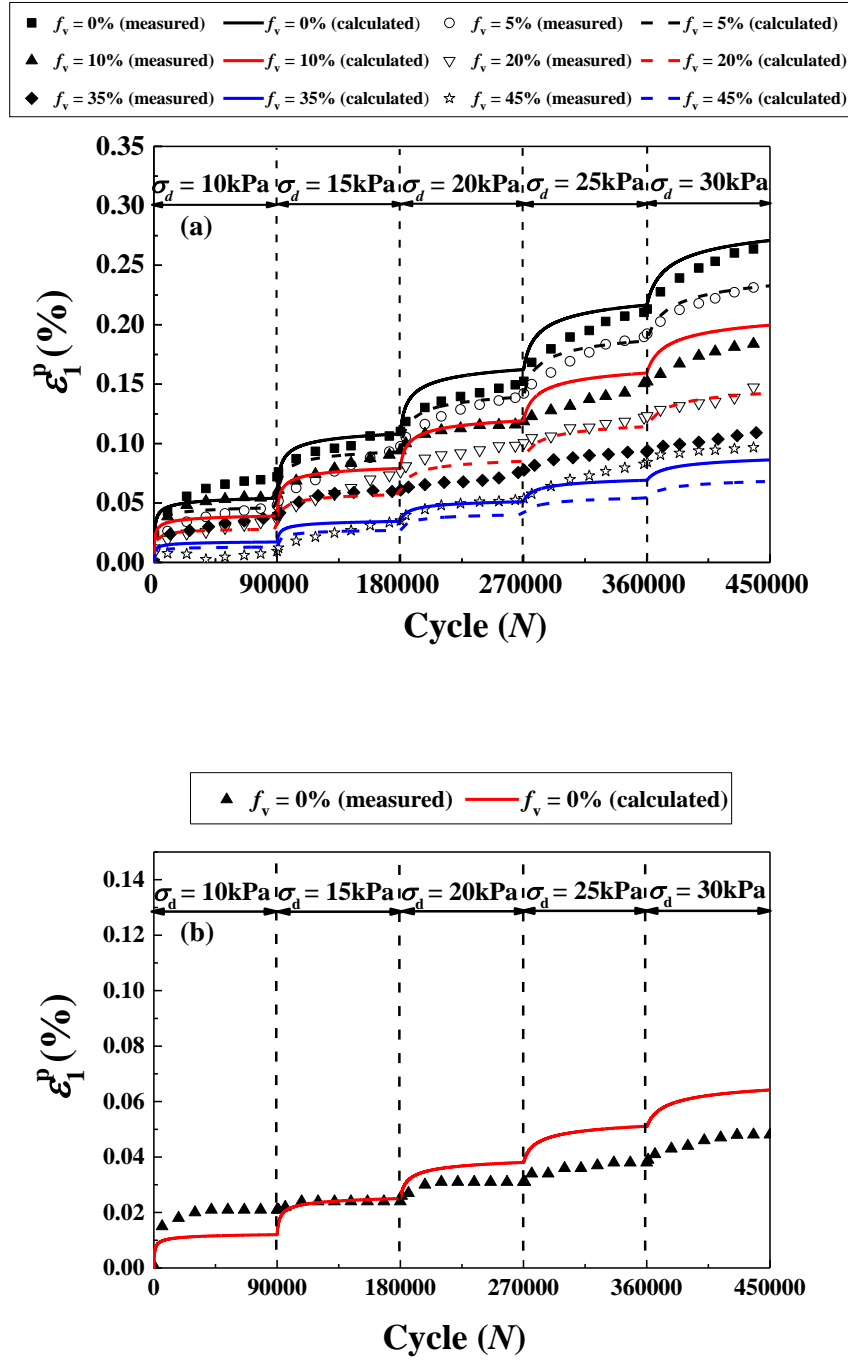 f_v = 0% (measured) f_v = 0% (calculated) f_v = 5% (measured) f_v = 5% (calculated)
f_v = 10% (measured) f_v = 10% (calculated) f_v = 20% (measured) f_v = 20% (calculated)
f_v = 35% (measured) f_v = 35% (calculated) f_v = 45% (measured) f_v = 45% (calculated)
0.35
σ_d = 10kPa σ_d = 15kPa σ_d = 20kPa σ_d = 25kPa σ_d = 30kPa
0.30
(a)
0.25
0.20
0.15
0.10
0.05
0.00
ε_1^p (%)
0 90000 180000 270000 360000 450000
Cycle (N)
f_v = 0% (measured) f_v = 0% (calculated)
0.14
σ_d = 10kPa σ_d = 15kPa σ_d = 20kPa σ_d = 25kPa σ_d = 30kPa
0.12
(b)
0.10
0.08
0.06
0.04
0.02
0.00
ε_1^p (%)
0 90000 180000 270000 360000 450000
Cycle (N)